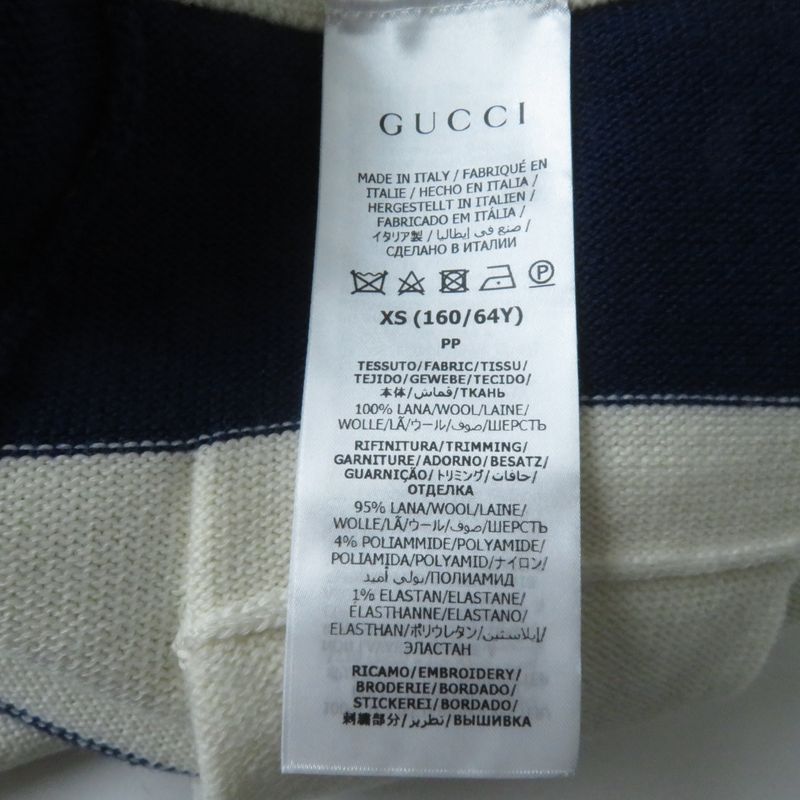 GUCCI
MADE IN ITALY / FABRIQUÉ EN
ITALIE / HECHO EN ITALIA /
HERGESTELLT IN ITALIEN /
FABRICADO EM ITÁLIA /
イタリア製 / صنع في إيطاليا /
СДЕЛАНО В ИТАЛИИ
P
XS (160/64Y)
PP
TESSUTO/FABRIC/TISSU/
TEJIDO/GEWEBE/TECIDO/
本体/قماش/ТКАНЬ
100% LANA/WOOL/LAINE/
WOLLE/LÃ/ウール/صوف/ШЕРСТЬ
RIFINITURA/TRIMMING/
GARNITURE/ADORNO/BESATZ/
GUARNIÇÃO/トリミング/حافات/
ОТДЕЛКА
95% LANA/WOOL/LAINE/
WOLLE/LÃ/ウール/صوف/ШЕРСТЬ
4% POLIAMMIDE/POLYAMIDE/
POLIAMIDA/POLYAMID/ナイロン/
بولي أميد/ПОЛИАМИД
1% ELASTAN/ELASTANE/
ÉLASTHANNE/ELASTANO/
ELASTHAN/ポリウレタン/إيلاستين/
ЭЛАСТАН
RICAMO/EMBROIDERY/
BRODERIE/BORDADO/
STICKEREI/BORDADO/
刺繍部分/تطريز/ВЫШИВКА